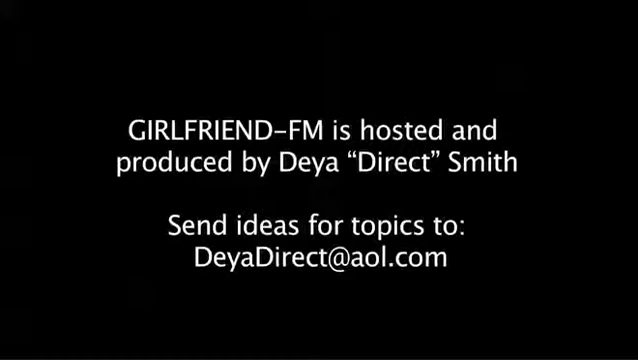 GIRLFRIEND-FM is hosted and
produced by Deya “Direct” Smith
Send ideas for topics to:
DeyaDirect@aol.com